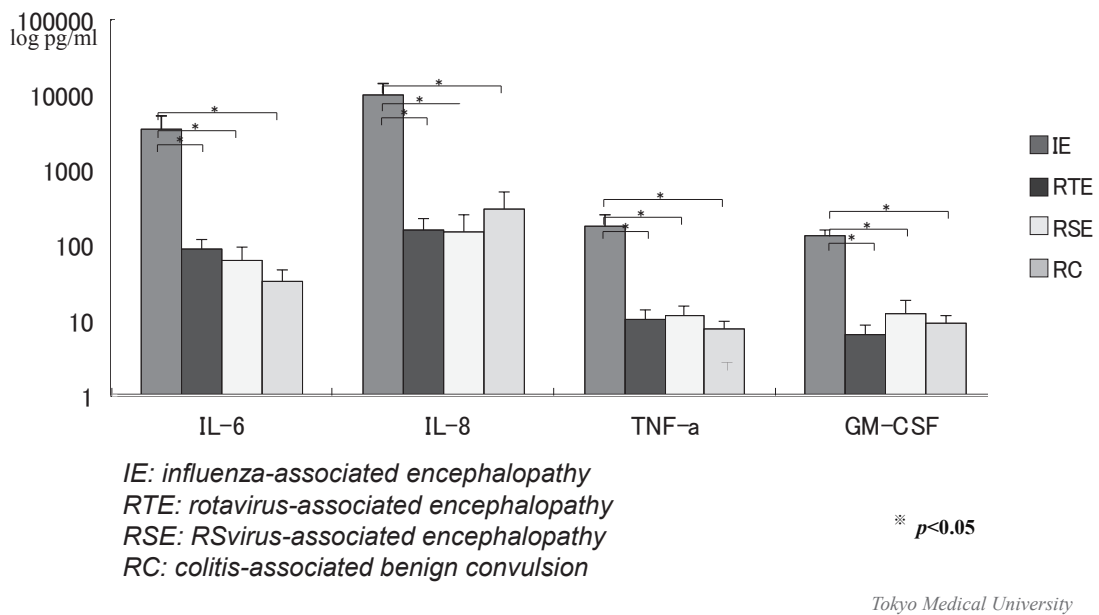 100000
log pg/ml
10000
1000
100
10
1
* * *
* * *
* * *
* * *
IL-6 IL-8 TNF-a GM-CSF
IE
RTE
RSE
RC
IE: influenza-associated encephalopathy
RTE: rotavirus-associated encephalopathy
RSE: RSvirus-associated encephalopathy
RC: colitis-associated benign convulsion
※ p<0.05
Tokyo Medical University